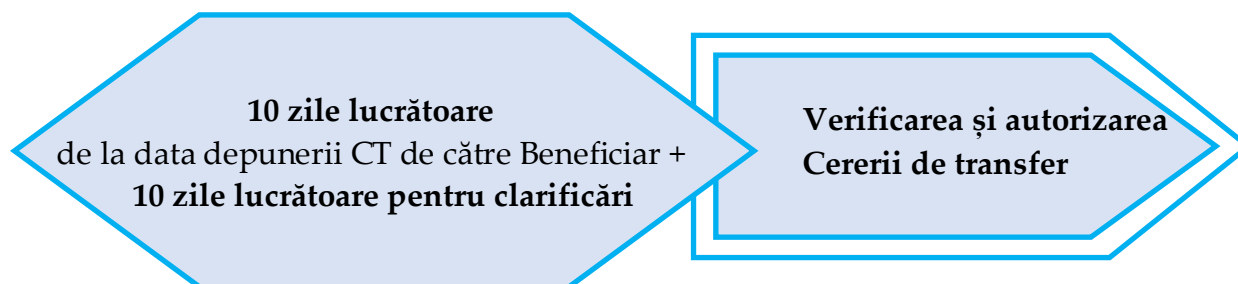 10 zile lucrătoare
de la data depunerii CT de către Beneficiar +
10 zile lucrătoare pentru clarificări
Verificarea și autorizarea
Cererii de transfer